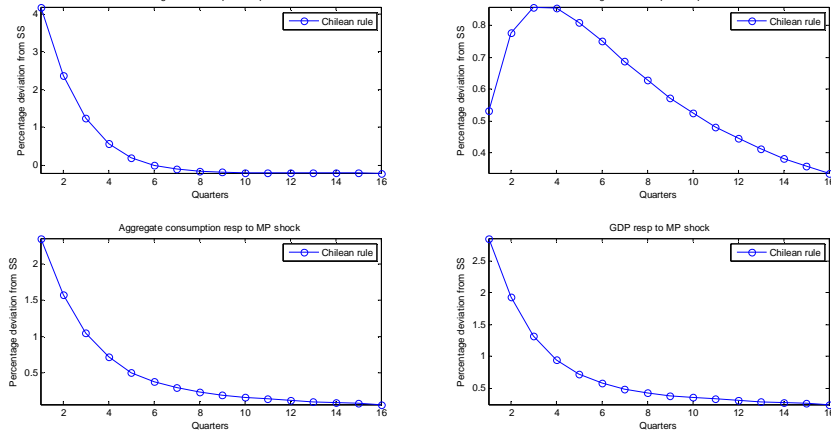 4
3
2
1
0
Percentage deviation from SS
Chilean rule
2 4 6 8 10 12 14 16
Quarters
0.8
0.7
0.6
0.5
0.4
Percentage deviation from SS
Chilean rule
2 4 6 8 10 12 14 16
Quarters
Aggregate consumption resp to MP shock
2
1.5
1
0.5
Percentage deviation from SS
Chilean rule
2 4 6 8 10 12 14 16
Quarters
GDP resp to MP shock
2.5
2
1.5
1
0.5
Percentage deviation from SS
Chilean rule
2 4 6 8 10 12 14 16
Quarters